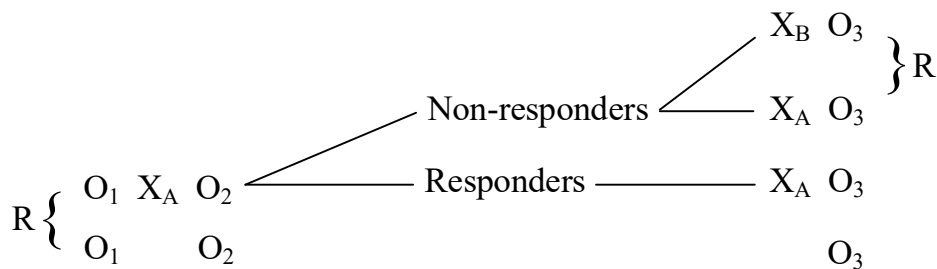 X_B O_3
} R
Non-responders X_A O_3
O_1 X_A O_2 Responders X_A O_3
R {
O_1 O_2 O_3